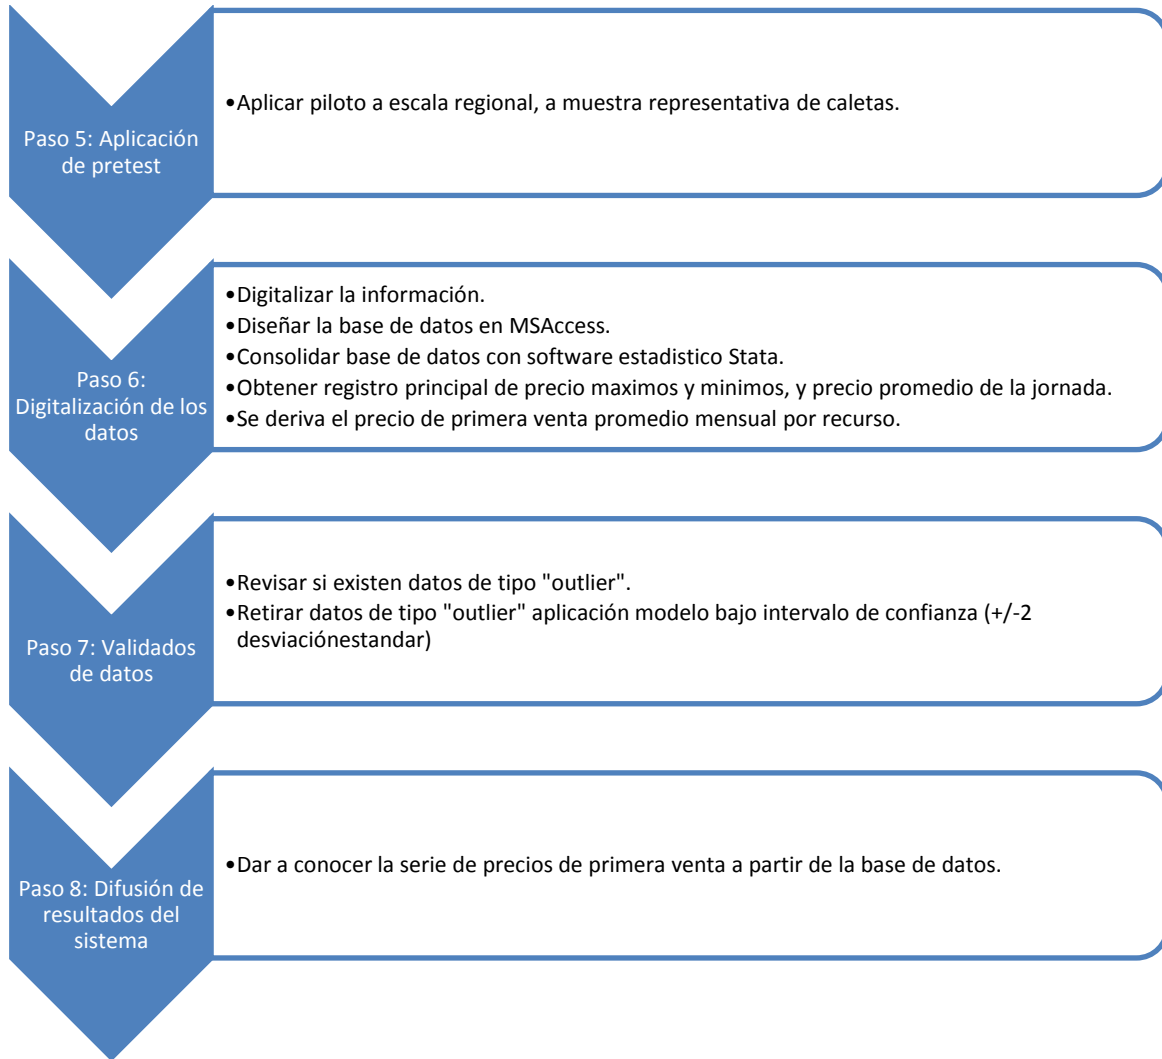 Paso 5: Aplicación
de pretest
•Aplicar piloto a escala regional, a muestra representativa de caletas.
Paso 6:
Digitalización de los
datos
•Digitalizar la información.
•Diseñar la base de datos en MSAccess.
•Consolidar base de datos con software estadistico Stata.
•Obtener registro principal de precio maximos y minimos, y precio promedio de la jornada.
•Se deriva el precio de primera venta promedio mensual por recurso.
Paso 7: Validados
de datos
•Revisar si existen datos de tipo "outlier".
•Retirar datos de tipo "outlier" aplicación modelo bajo intervalo de confianza (+/-2
desviaciónestandar)
Paso 8: Difusión de
resultados del
sistema
•Dar a conocer la serie de precios de primera venta a partir de la base de datos.